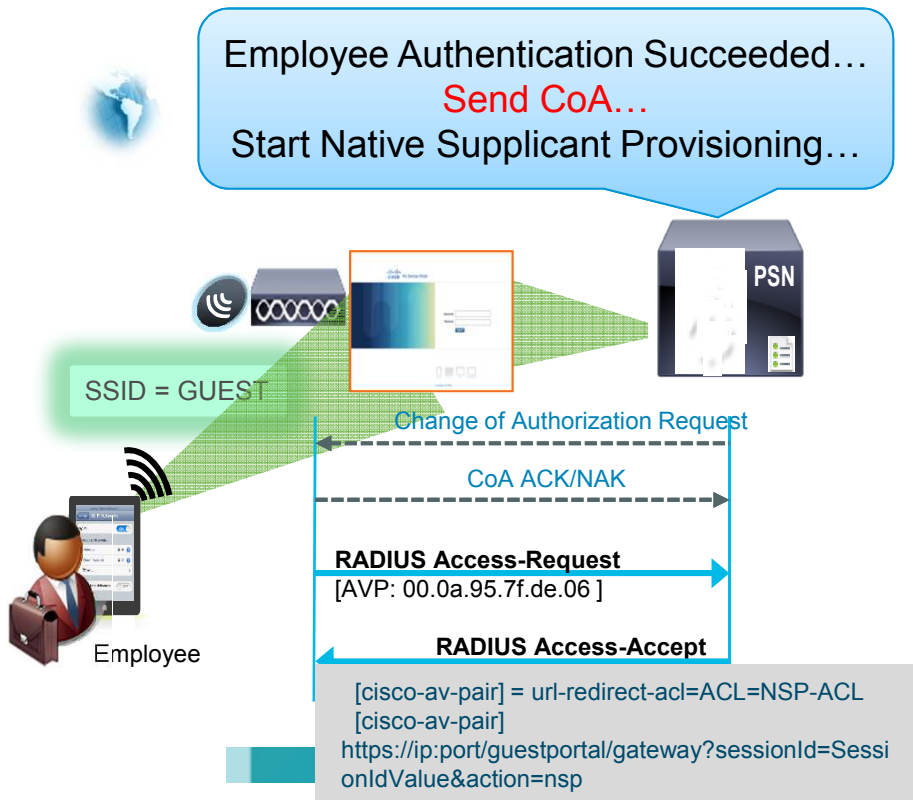 Employee Authentication Succeeded…
Send CoA…
Start Native Supplicant Provisioning…
PSN
SSID = GUEST
Change of Authorization Request
CoA ACK/NAK
RADIUS Access-Request
[AVP: 00.0a.95.7f.de.06 ]
RADIUS Access-Accept
Employee
[cisco-av-pair] = url-redirect-acl=ACL=NSP-ACL
[cisco-av-pair]
https://ip:port/guestportal/gateway?sessionId=Sessi
onIdValue&action=nsp